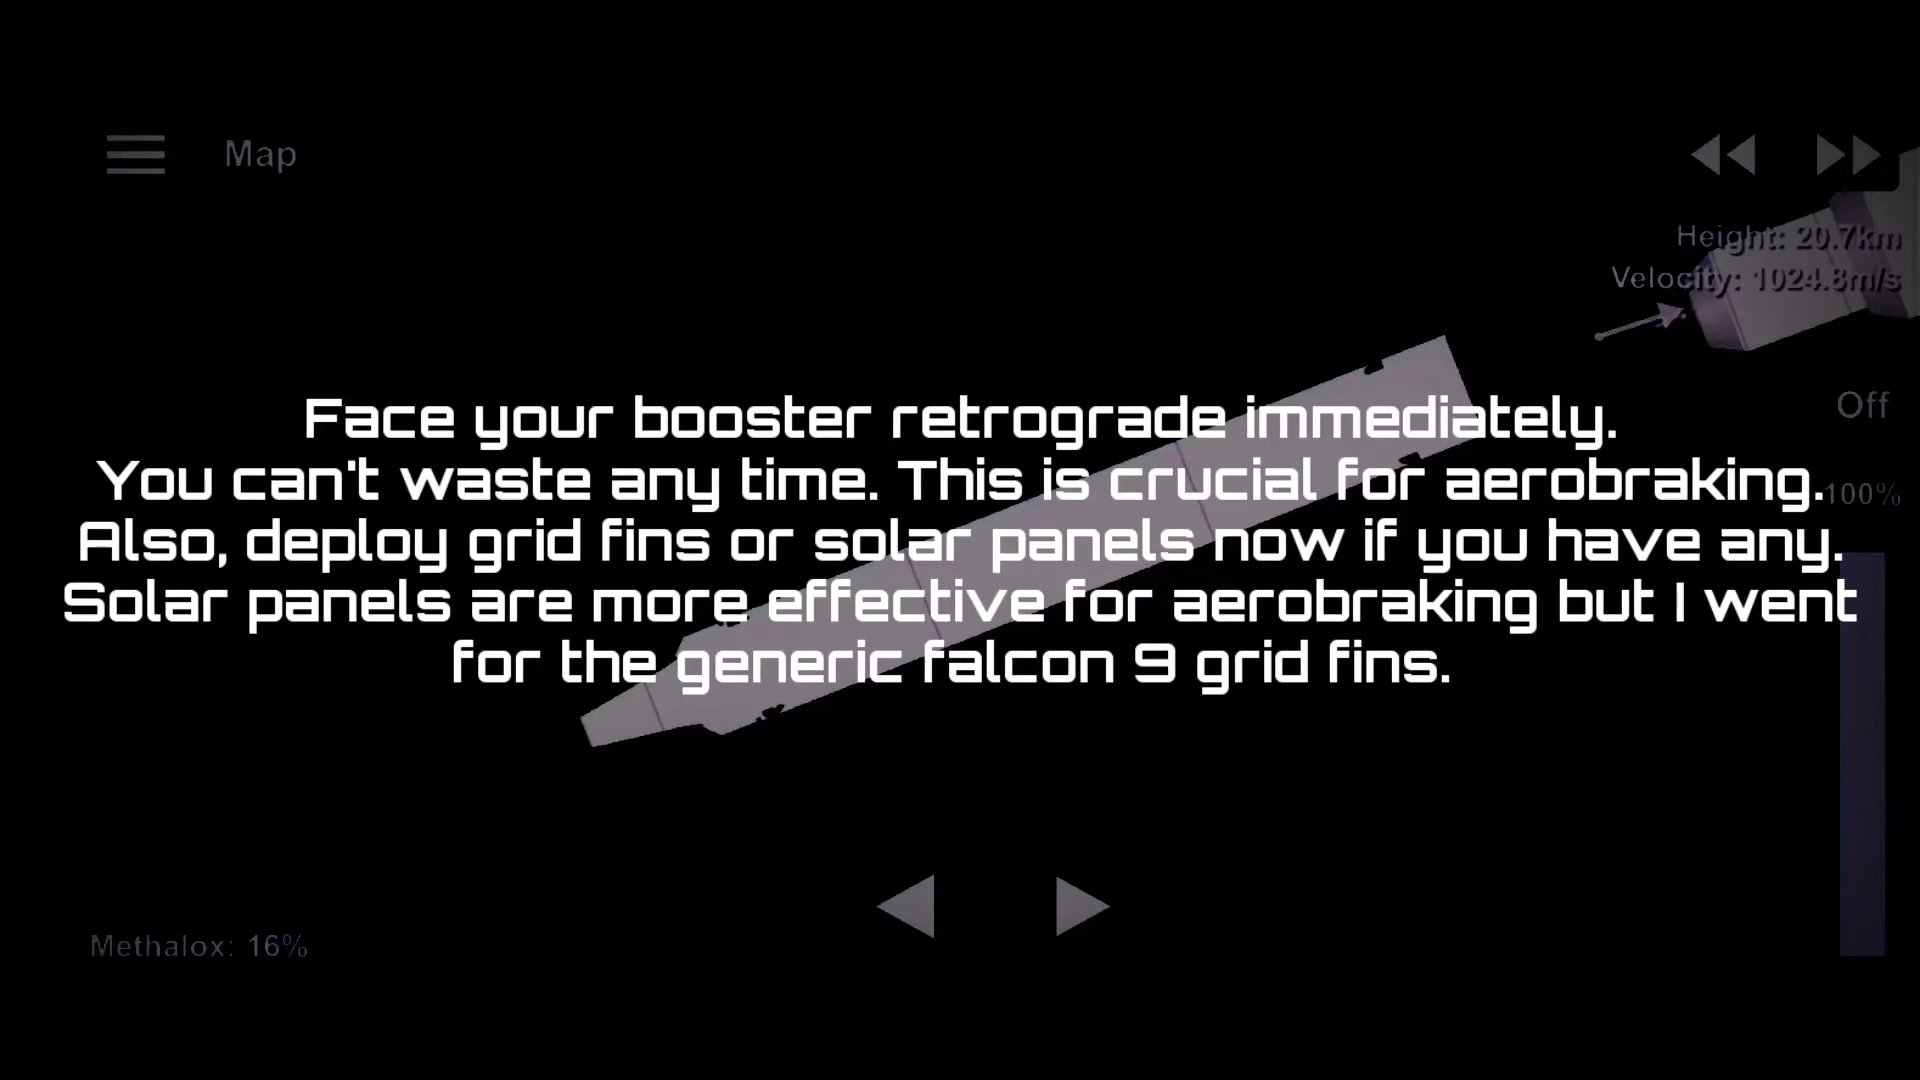 Map
Height: 20.7km
Velocity: 1024.8m/s
Off
Face your booster retrograde immediately.
You can't waste any time. This is crucial for aerobraking.
100%
Also, deploy grid fins or solar panels now if you have any.
Solar panels are more effective for aerobraking but I went
for the generic falcon 9 grid fins.
Methalox: 16%